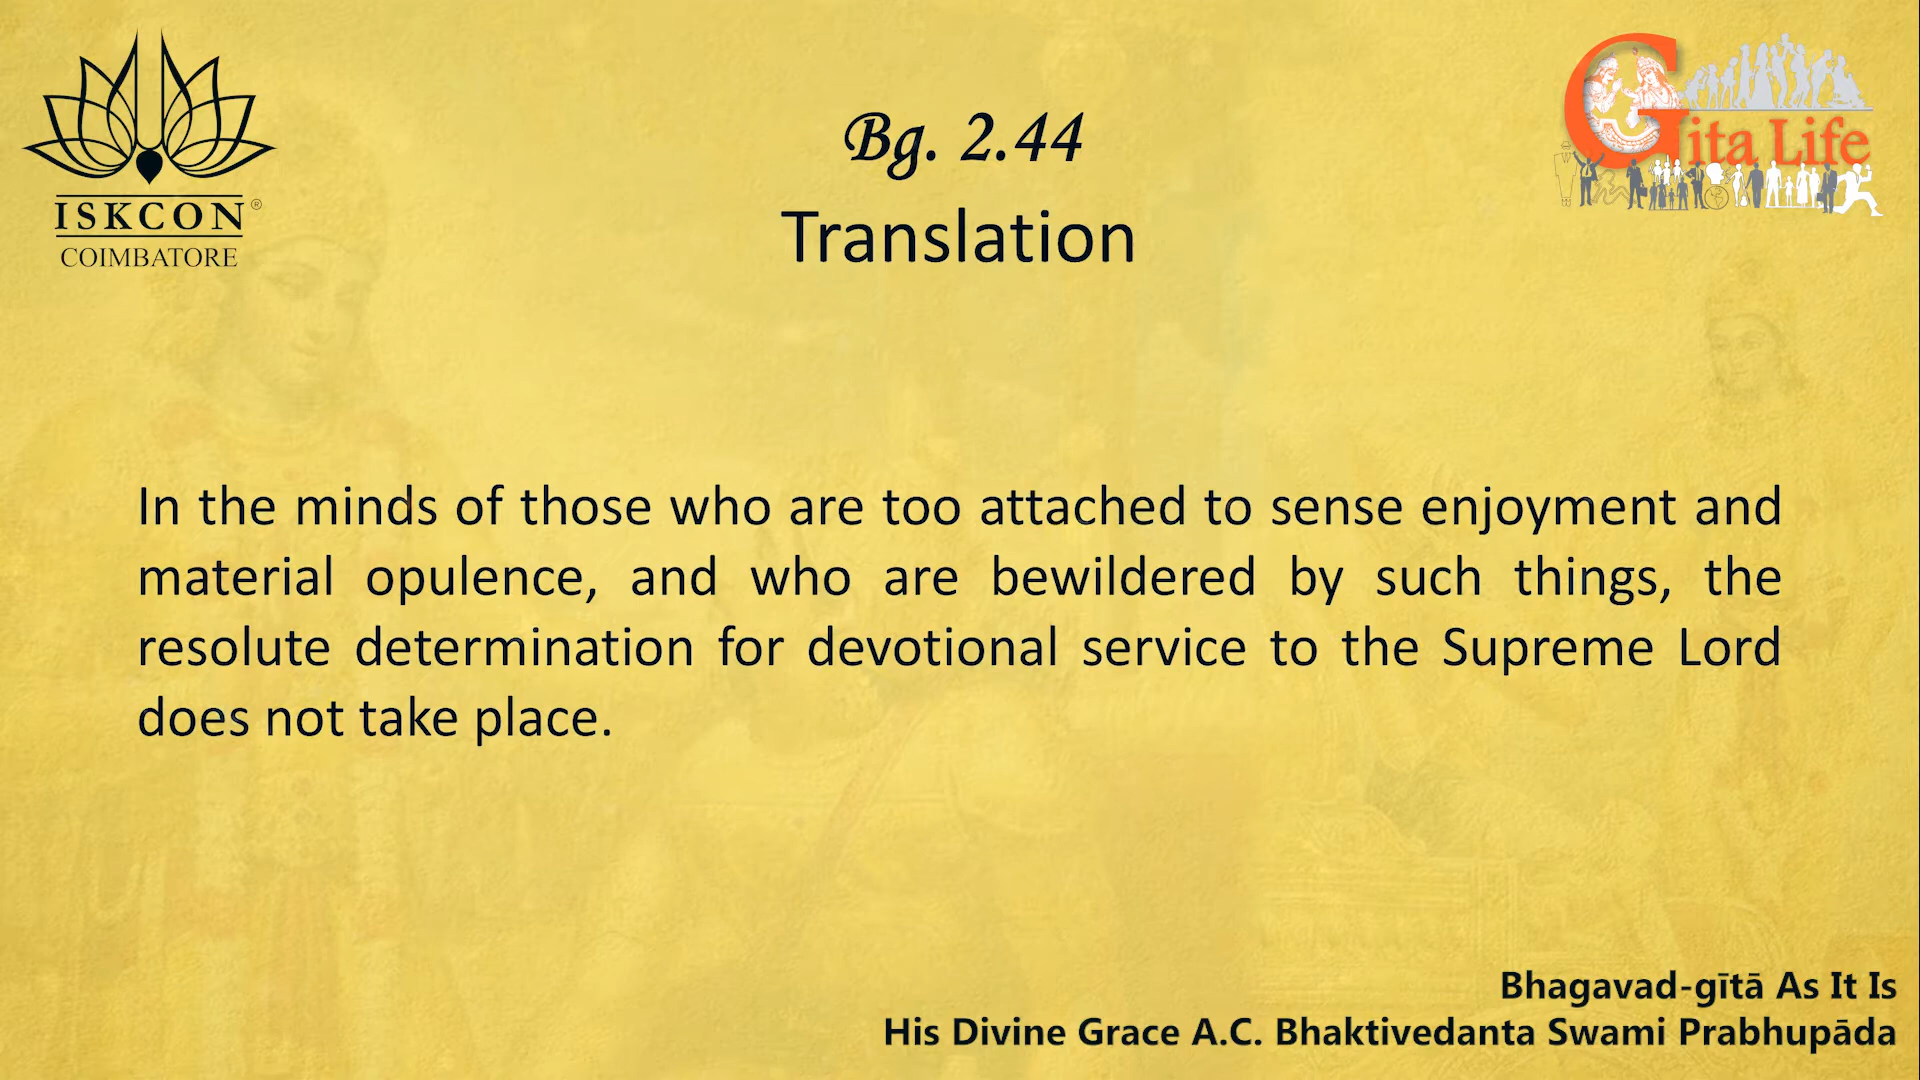 ISKCON®
COIMBATORE
Gita Life
Bg. 2.44
Translation
In the minds of those who are too attached to sense enjoyment and
material opulence, and who are bewildered by such things, the
resolute determination for devotional service to the Supreme Lord
does not take place.
Bhagavad-gītā As It Is
His Divine Grace A.C. Bhaktivedanta Swami Prabhupāda